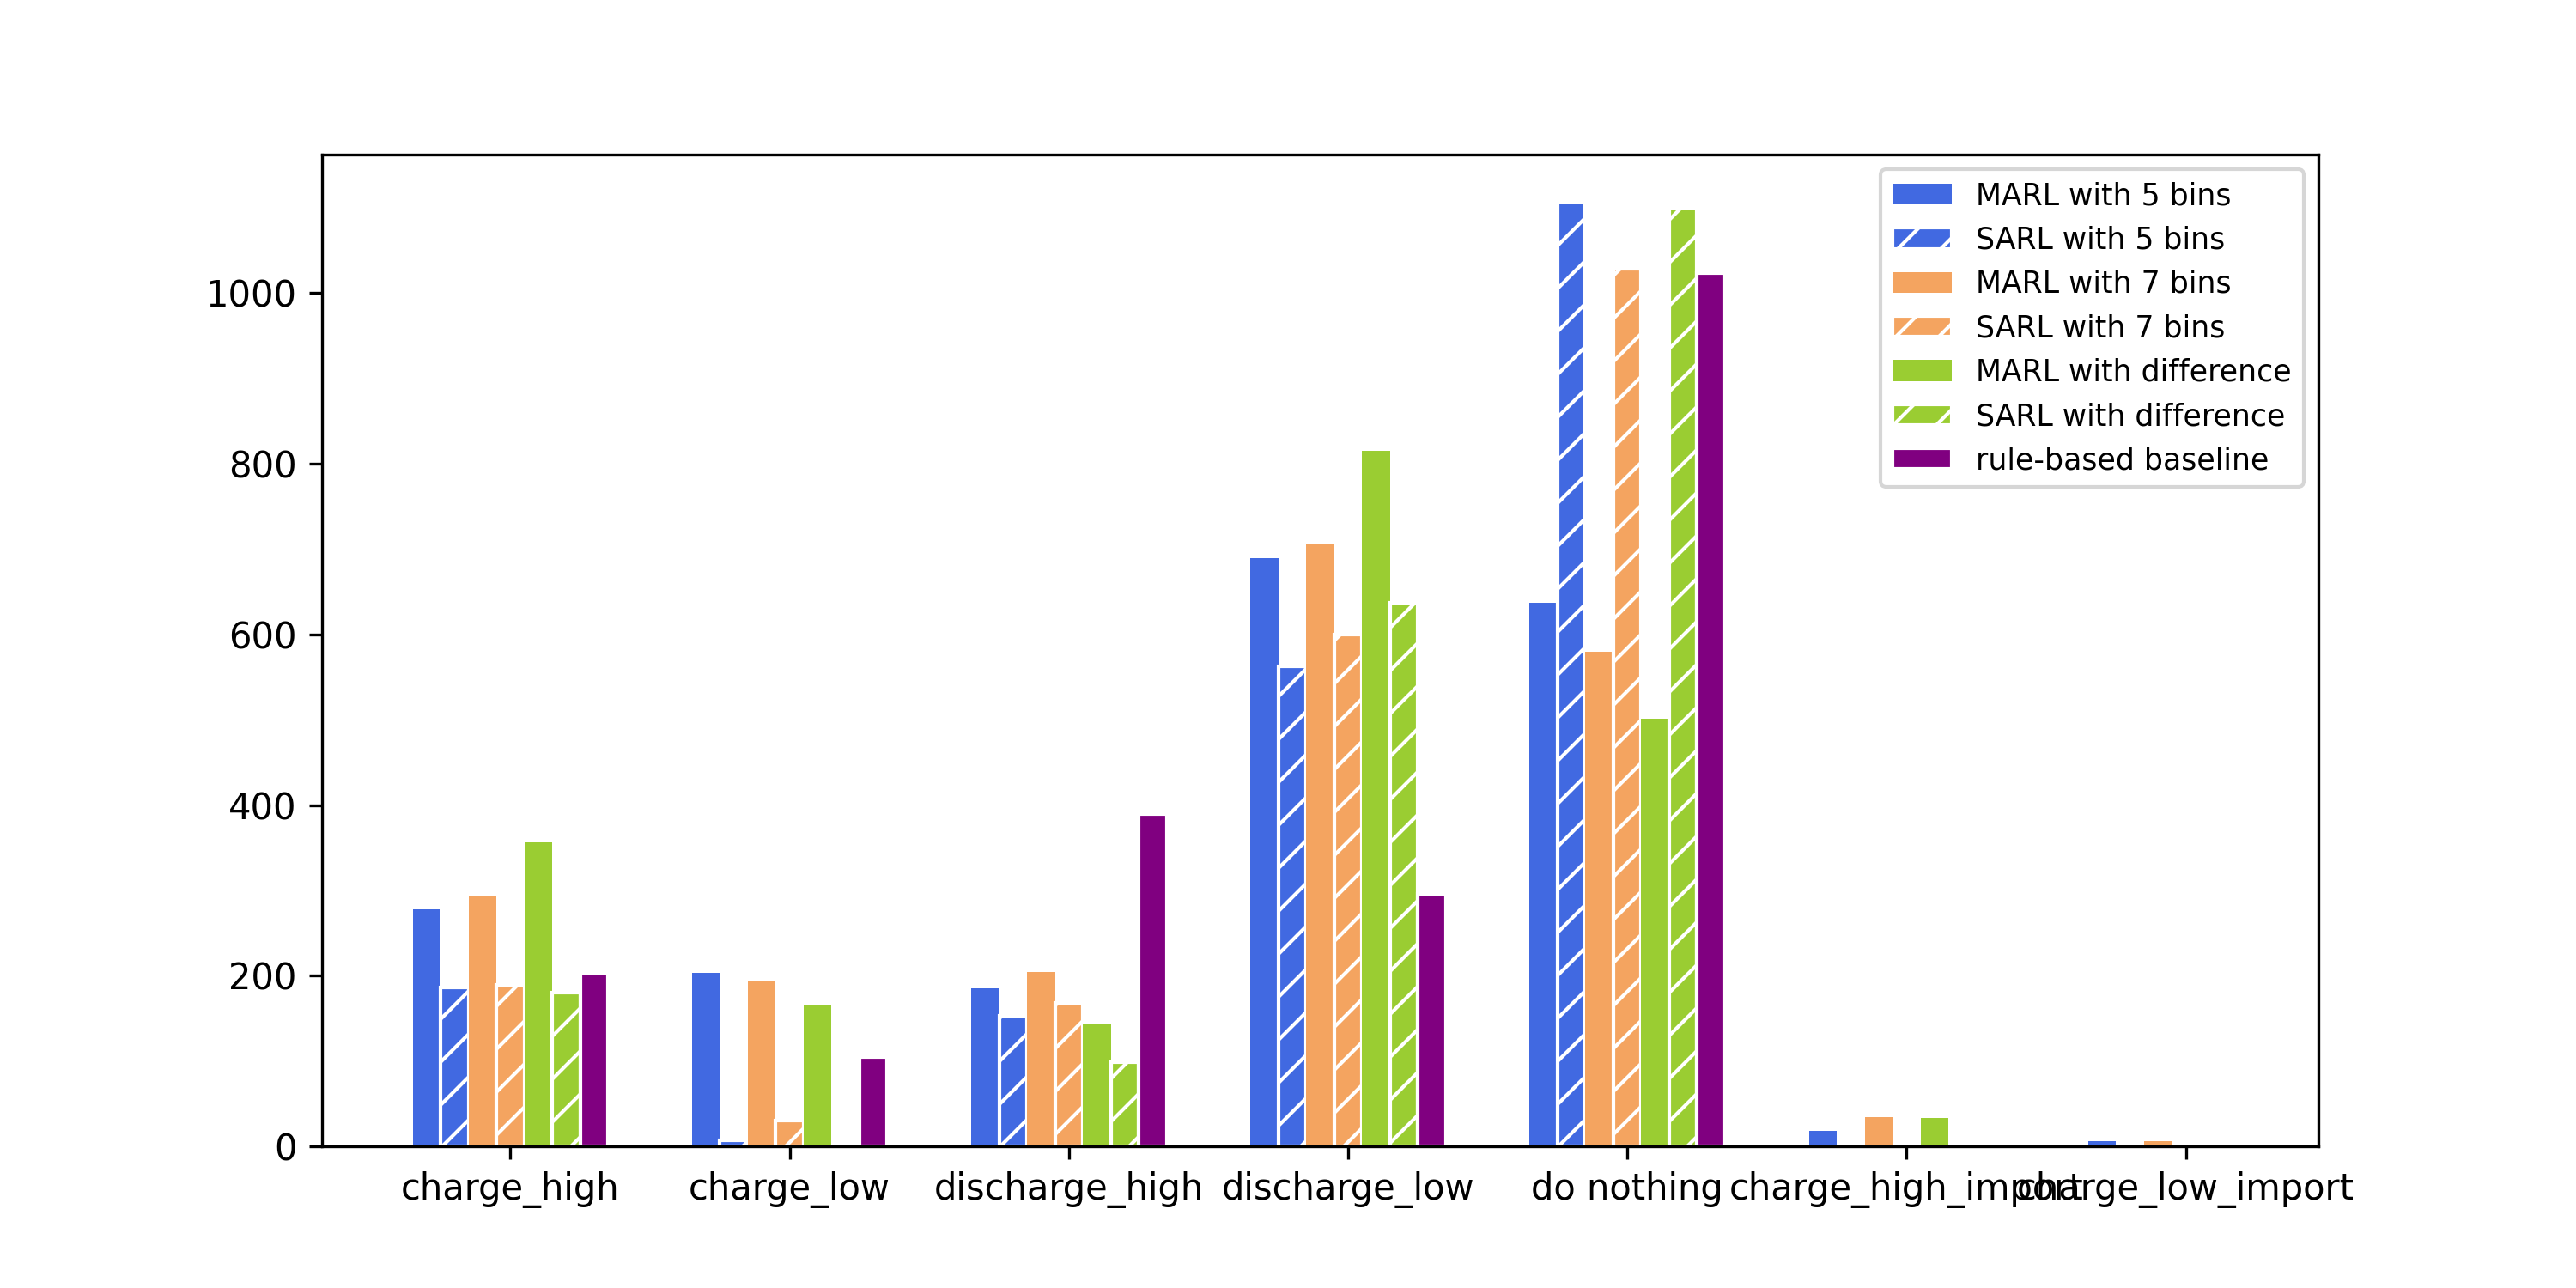 MARL with 5 bins
SARL with 5 bins
MARL with 7 bins
SARL with 7 bins
MARL with difference
SARL with difference
rule-based baseline
1000
800
600
400
200
0
charge_high
charge_low
discharge_high
discharge_low
do nothing
charge_high_import
charge_low_import